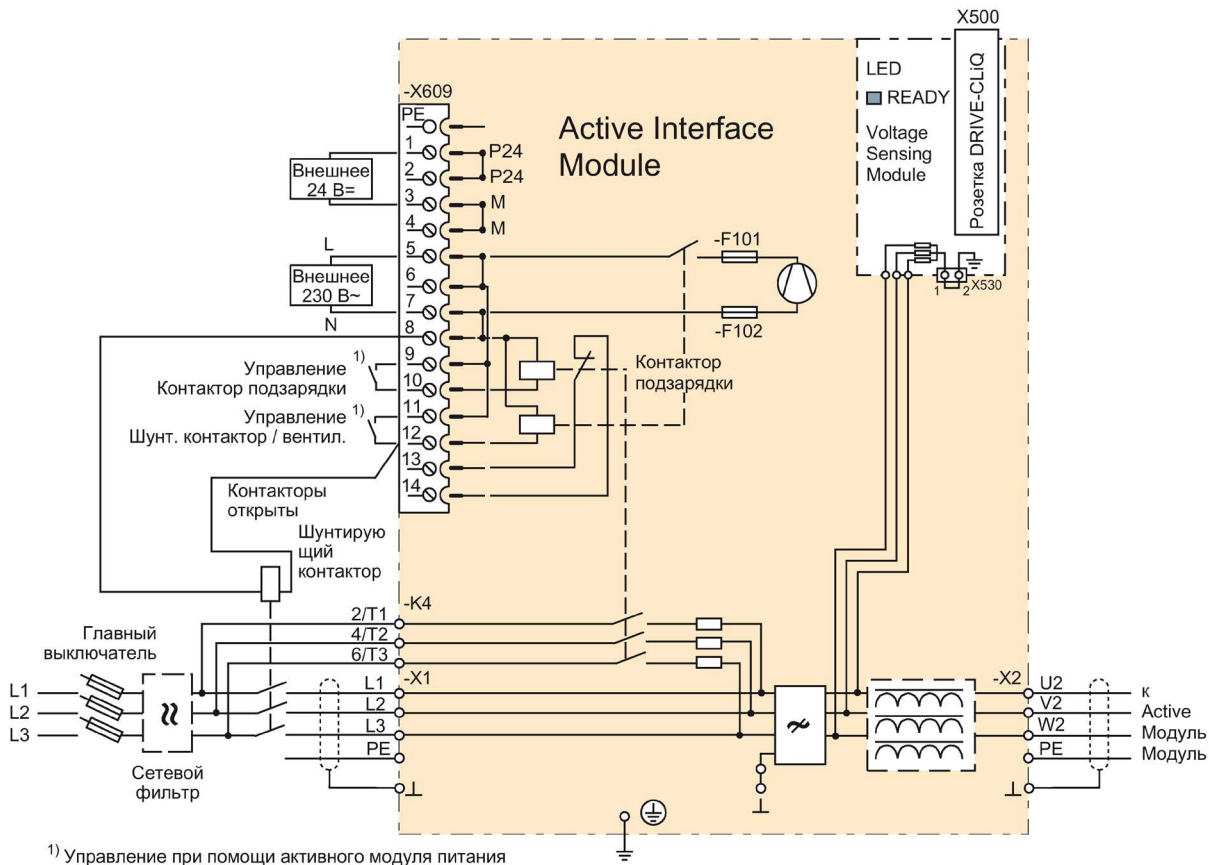 X500
LED
READY
Voltage
Sensing
Module
Розетка DRIVE-CLiQ
1
2
X530
-X609
Active Interface
Module
PE
1
P24
2
P24
3
M
4
M
5
6
7
8
9
10
11
12
13
14
Внешнее
24 В=
L
Внешнее
230 В~
N
-F101
-F102
Управление 1)
Контактор подзарядки
Управление 1)
Шунт. контактор / вентил.
Контактор
подзарядки
Контакторы
открыты
Шунтирую
щий
контактор
-K4
2/T1
4/T2
6/T3
Главный
выключатель
-X1
L1
L2
L3
L1
L2
L3
PE
Сетевой
фильтр
-X2
U2
V2
W2
PE
к
Active
Модуль
Модуль
1) Управление при помощи активного модуля питания